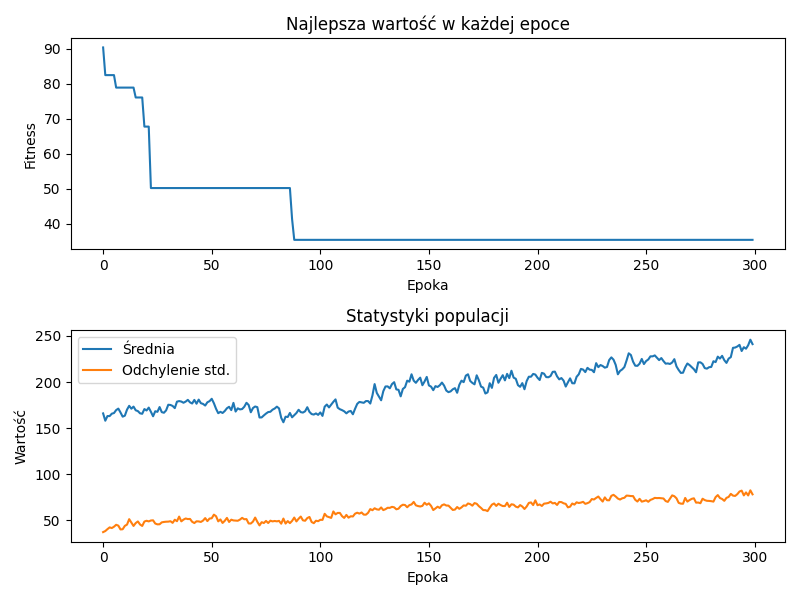 Najlepsza wartość w każdej epoce
90
80
70
60
50
40
Fitness
0 50 100 150 200 250 300
Epoka
Statystyki populacji
250
200
150
100
50
Wartość
Średnia
Odchylenie std.
0 50 100 150 200 250 300
Epoka